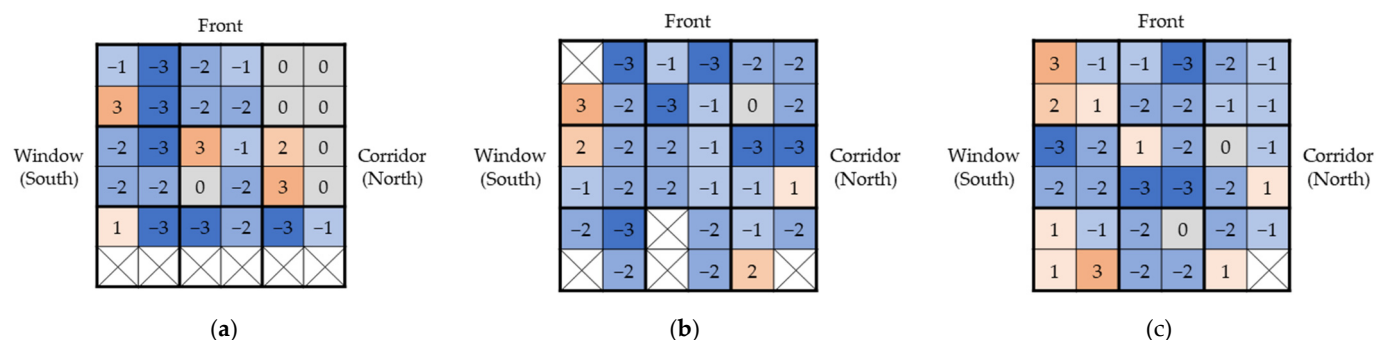 Front
−1 −3 −2 −1 0 0
3 −3 −2 −2 0 0
Window
(South)
−2 −3 3 −1 2 0
−2 −2 0 −2 3 0
Corridor
(North)
1 −3 −3 −2 −3 −1
(a)
Front
−3 −1 −3 −2 −2
3 −2 −3 −1 0 −2
Window
(South)
2 −2 −2 −1 −3 −3
−1 −2 −2 −1 −1 1
Corridor
(North)
−2 −3 −2 −1 −2
−2 −2 2
(b)
Front
3 −1 −1 −3 −2 −1
2 1 −2 −2 −1 −1
Window
(South)
−3 −2 1 −2 0 −1
−2 −2 −3 −3 −2 1
Corridor
(North)
1 −1 −2 0 −2 −1
1 3 −2 −2 1
(c)